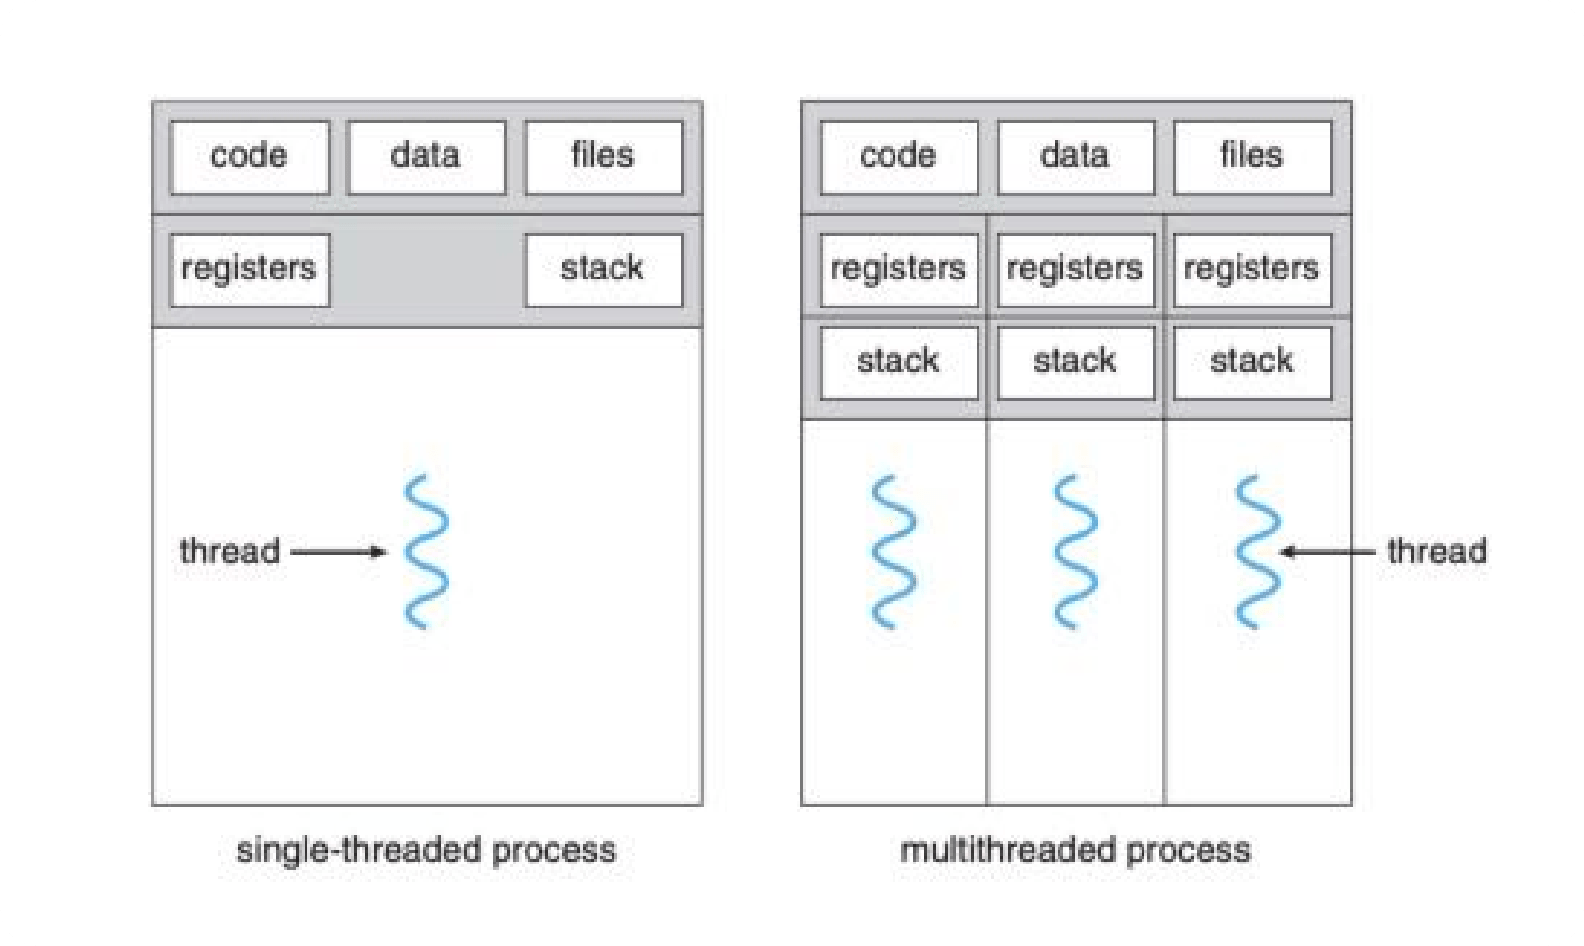 code data files
registers stack
thread
single-threaded process
code data files
registers registers registers
stack stack stack
thread
multithreaded process